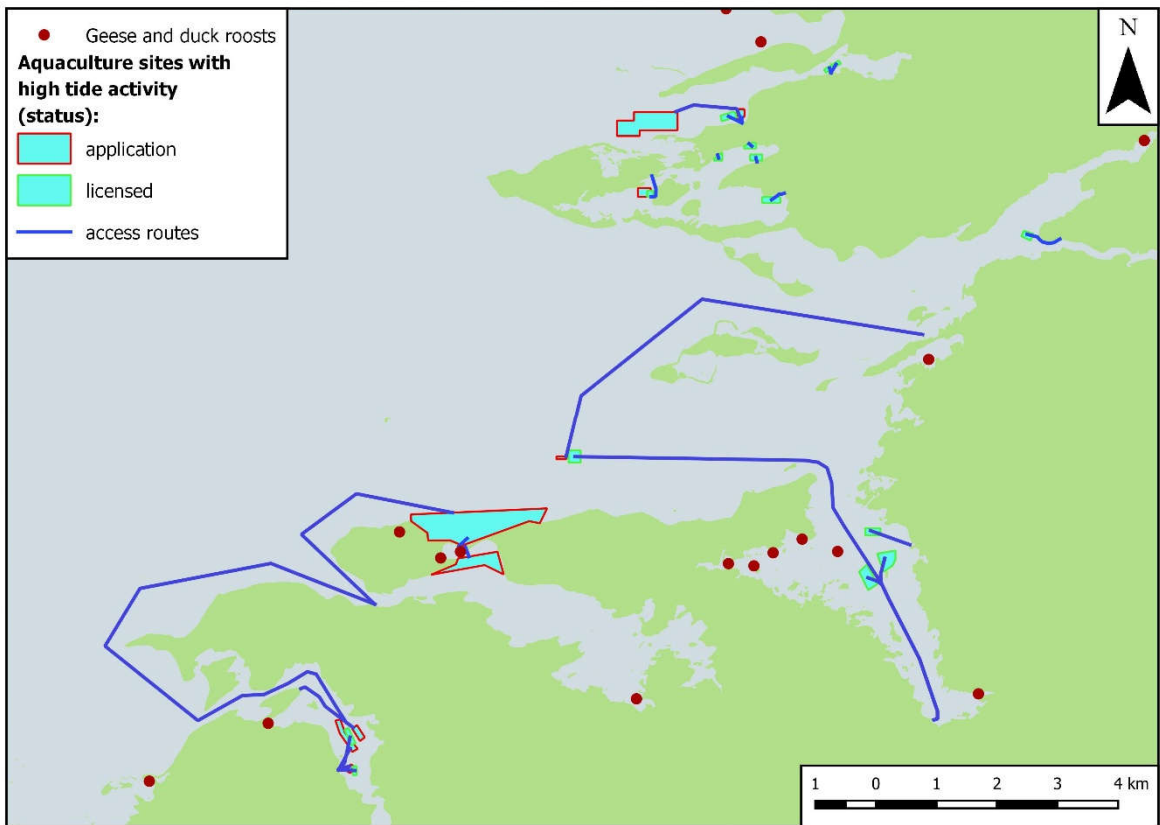 Geese and duck roosts
Aquaculture sites with
high tide activity
(status):
application
licensed
access routes
N
1 0 1 2 3 4 km